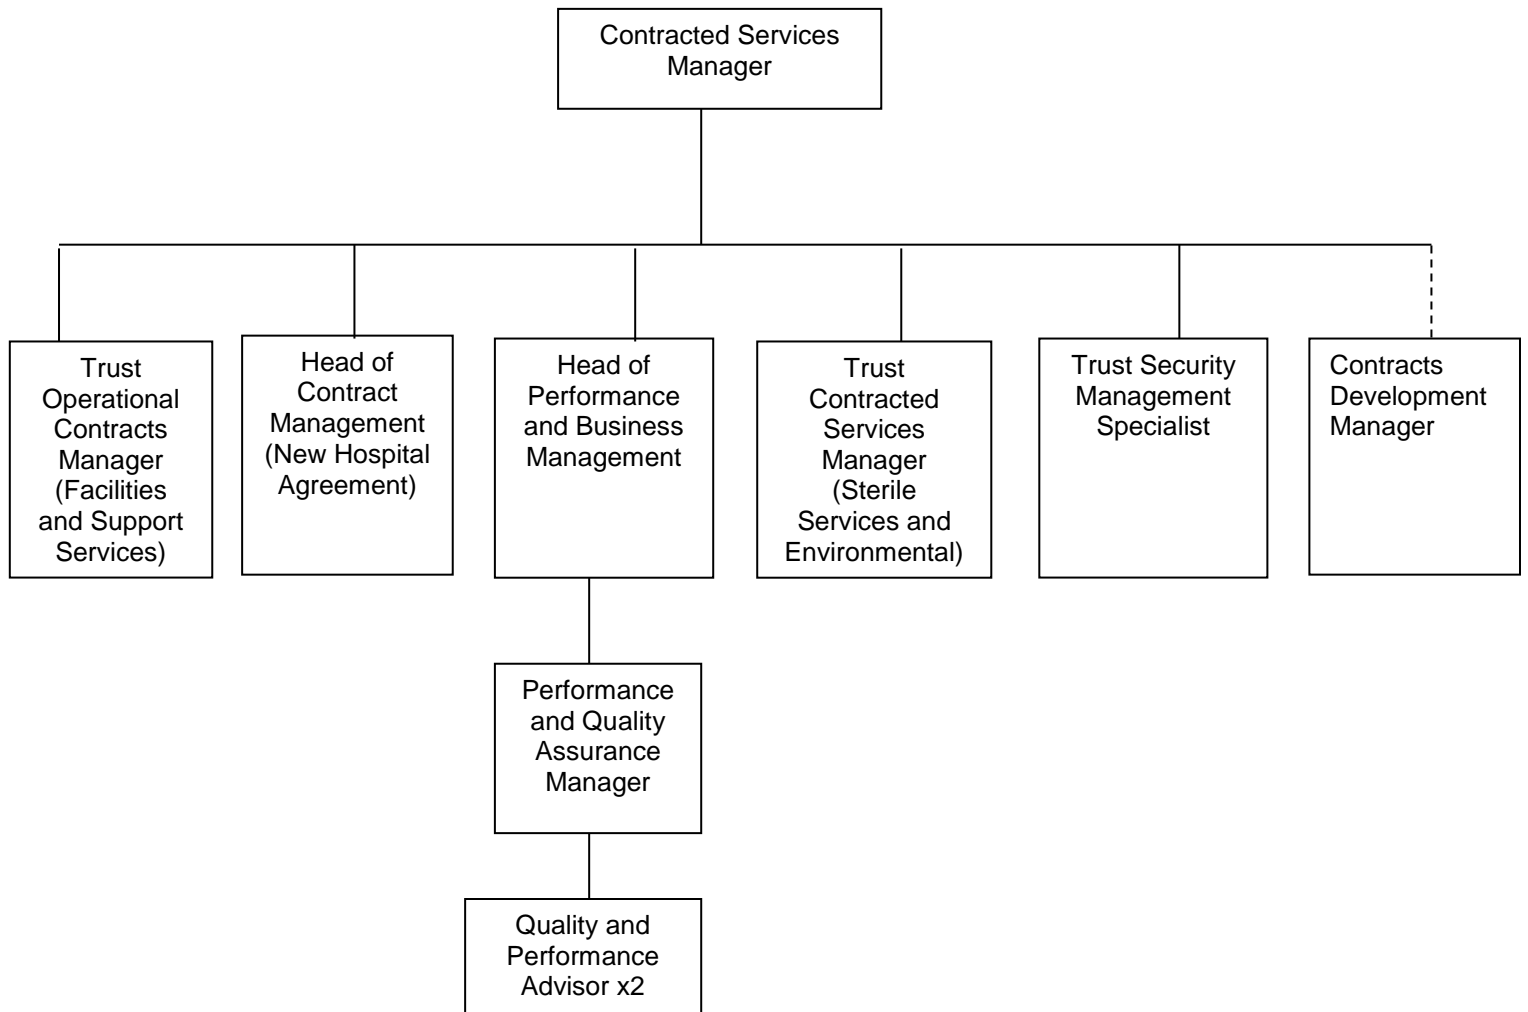 Contracted Services
Manager
Trust
Operational
Contracts
Manager
(Facilities
and Support
Services)
Head of
Contract
Management
(New Hospital
Agreement)
Head of
Performance
and Business
Management
Trust
Contracted
Services
Manager
(Sterile
Services and
Environmental)
Trust Security
Management
Specialist
Contracts
Development
Manager
Performance
and Quality
Assurance
Manager
Quality and
Performance
Advisor x2